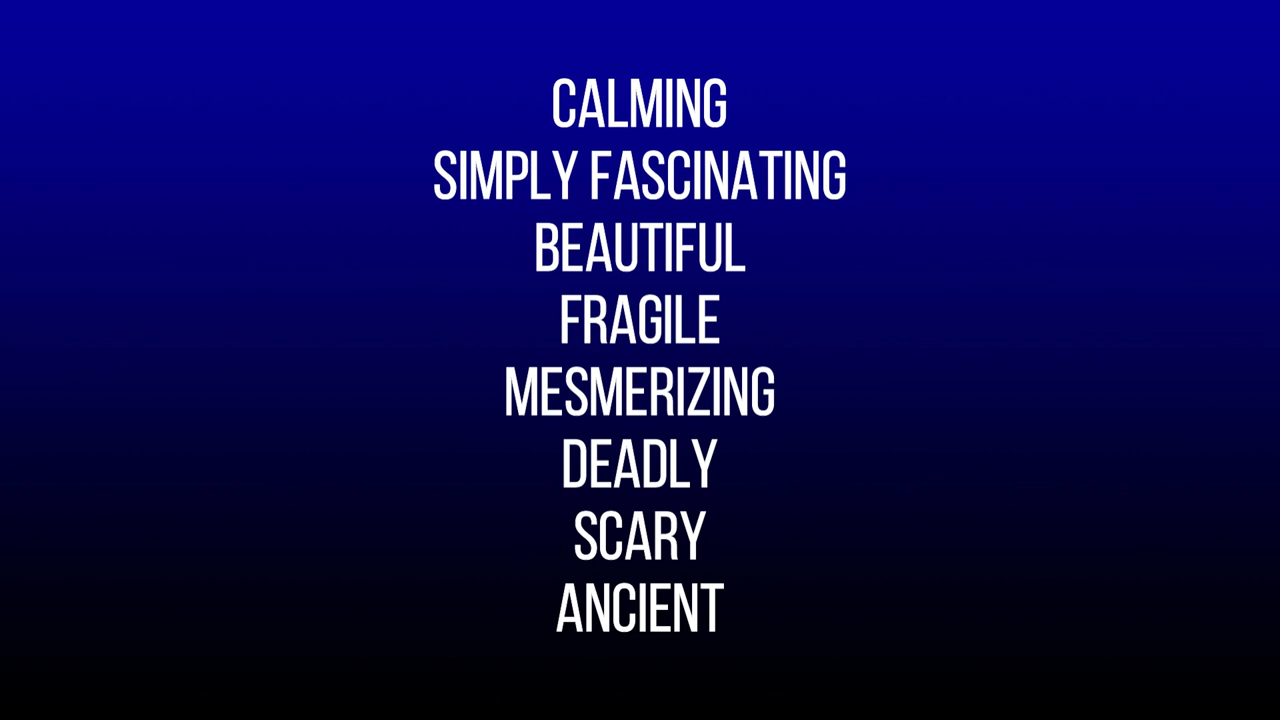 CALMING
SIMPLY FASCINATING
BEAUTIFUL
FRAGILE
MESMERIZING
DEADLY
SCARY
ANCIENT